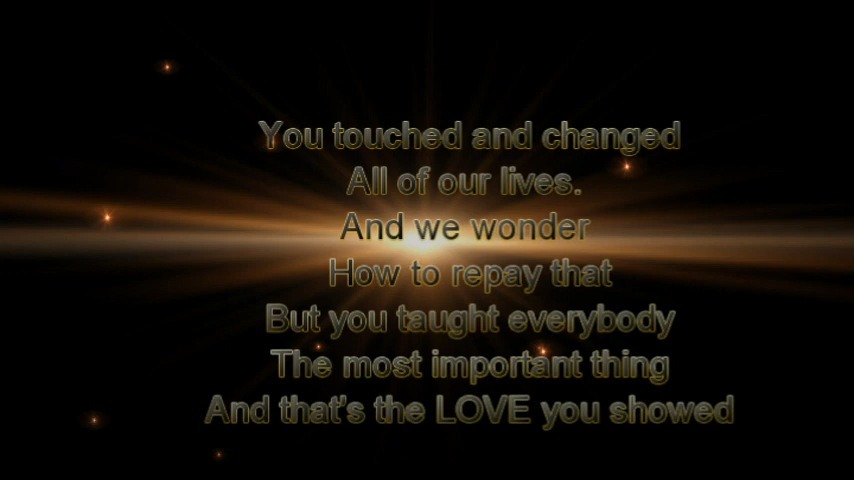 You touched and changed
All of our lives.
And we wonder
How to repay that
But you taught everybody
The most important thing
And that's the LOVE you showed